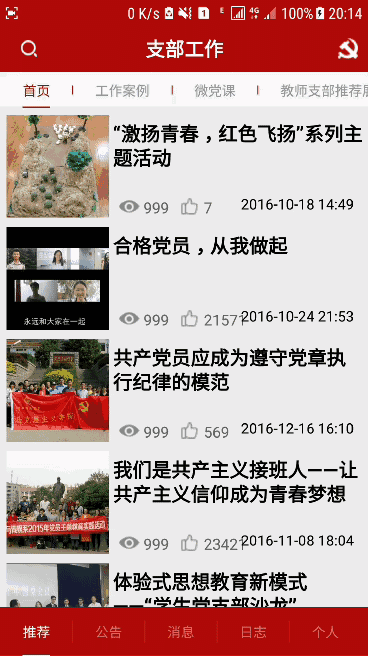 0 K/s 1 E 4G 100% 20:14
支部工作
首页 工作案例 微党课 教师支部推荐展
“激扬青春，红色飞扬”系列主
题活动
999 7 2016-10-18 14:49
合格党员，从我做起
永远和大家在一起
999 21571 2016-10-24 21:53
共产党员应成为遵守党章执
行纪律的模范
999 569 2016-12-16 16:10
我们是共产主义接班人——让
共产主义信仰成为青春梦想
999 23421 2016-11-08 18:04
体验式思想教育新模式
——“学生党支部沙龙”
推荐 公告 消息 日志 个人